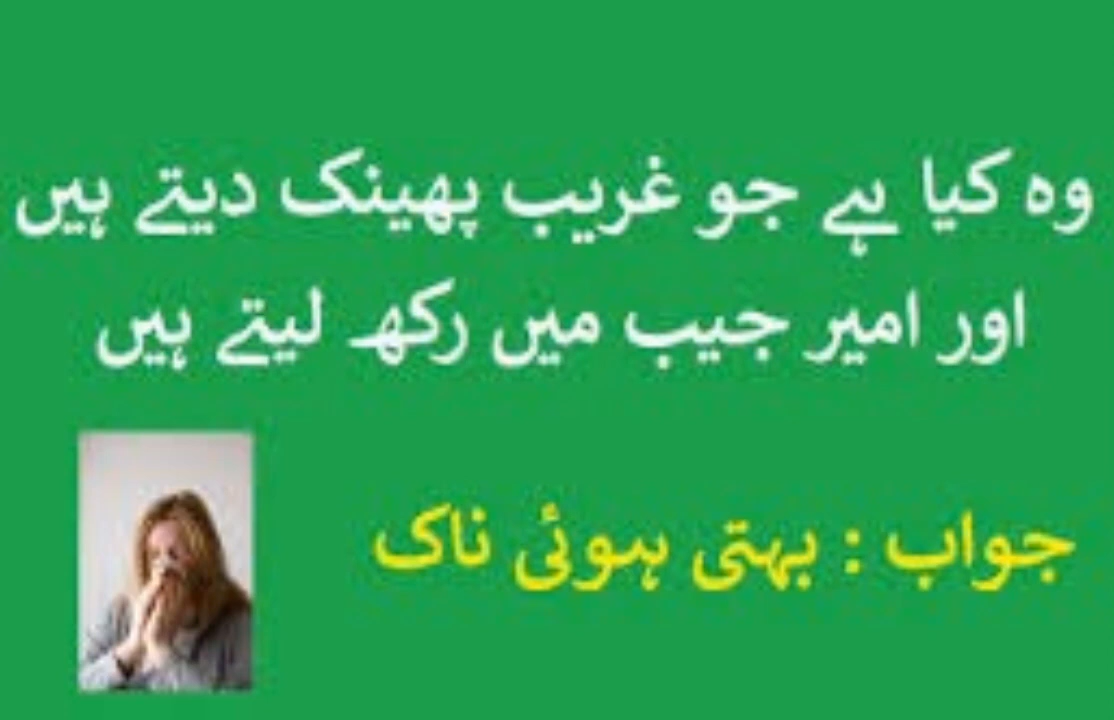 وہ کیا ہے جو غریب پھینک دیتے ہیں
اور امیر جیب میں رکھ لیتے ہیں
جواب : بہتی ہوئی ناک